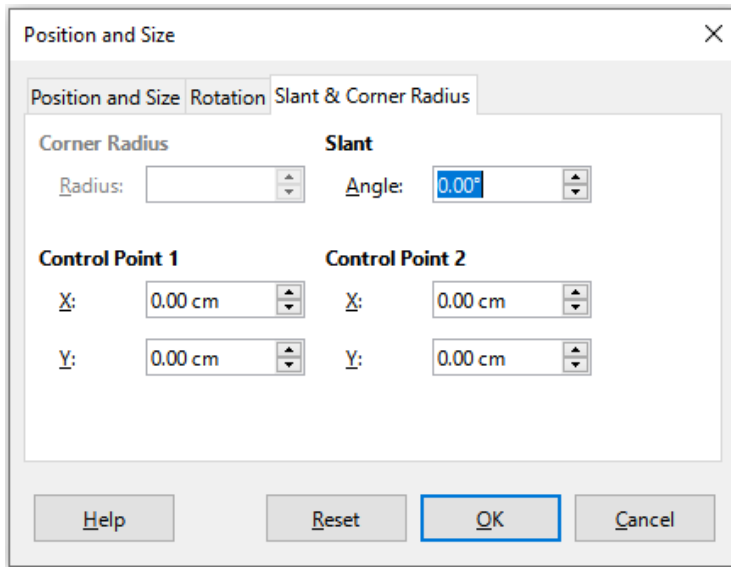 Position and Size
Position and Size Rotation Slant & Corner Radius
Corner Radius Slant
Radius: Angle: 0.00°
Control Point 1 Control Point 2
X: 0.00 cm X: 0.00 cm
Y: 0.00 cm Y: 0.00 cm
Help Reset OK Cancel